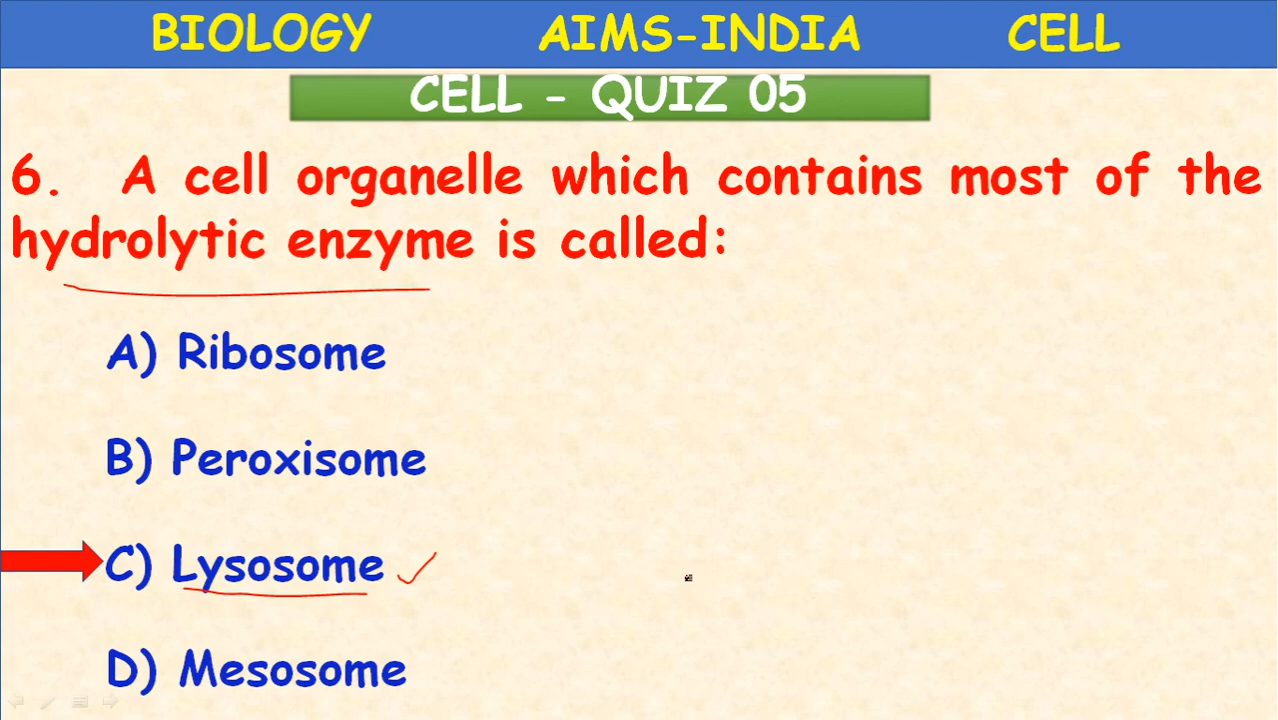 BIOLOGY AIMS-INDIA CELL
CELL - QUIZ 05
6. A cell organelle which contains most of the
hydrolytic enzyme is called:
A) Ribosome
B) Peroxisome
C) Lysosome
D) Mesosome